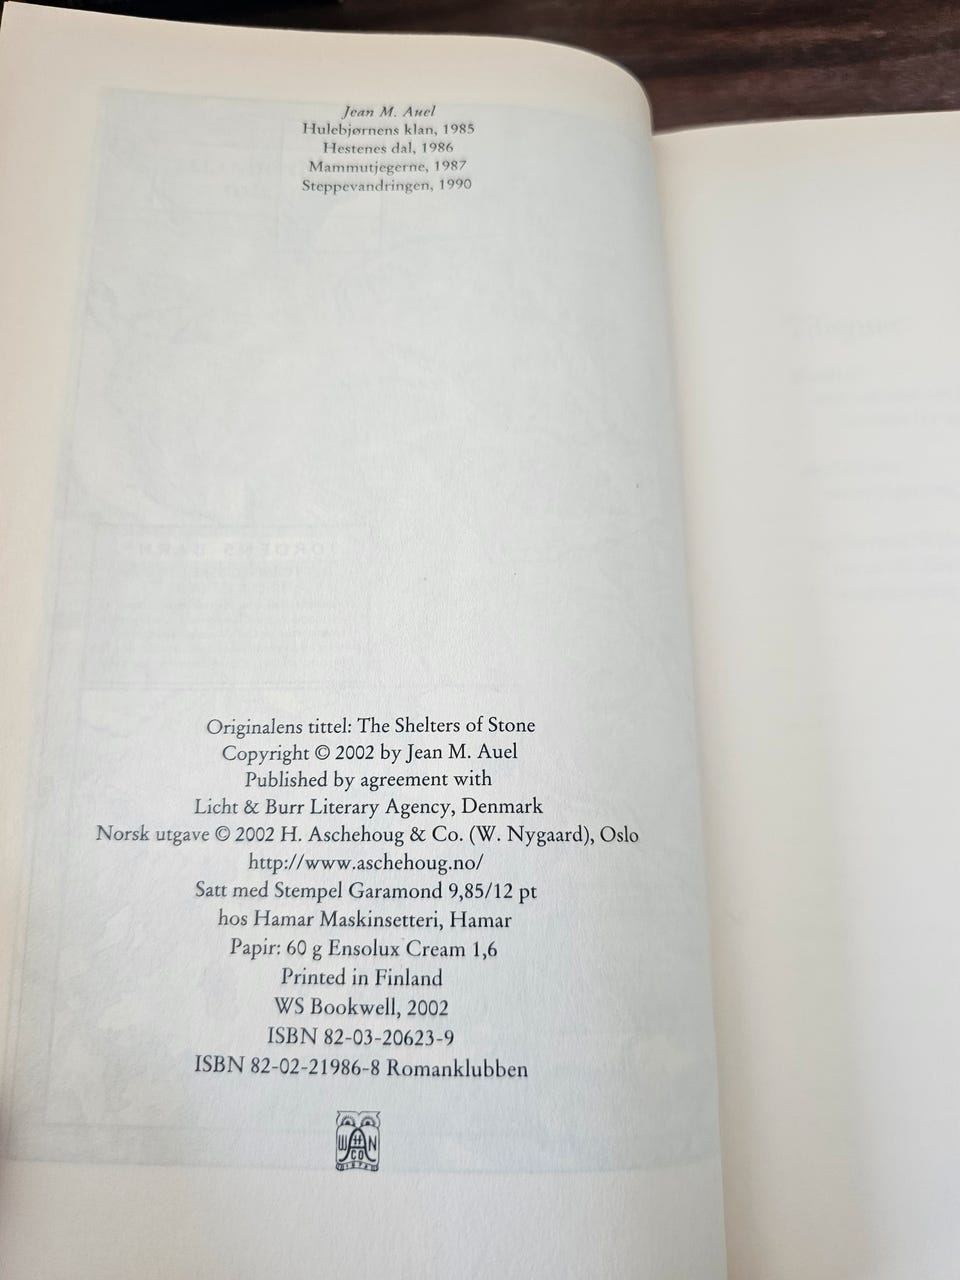 Jean M. Auel
Hulebjørnens klan, 1985
Hestenes dal, 1986
Mammutjegerne, 1987
Steppevandringen, 1990
Originalens tittel: The Shelters of Stone
Copyright © 2002 by Jean M. Auel
Published by agreement with
Licht & Burr Literary Agency, Denmark
Norsk utgave © 2002 H. Aschehoug & Co. (W. Nygaard), Oslo
http://www.aschehoug.no/
Satt med Stempel Garamond 9,85/12 pt
hos Hamar Maskinsetteri, Hamar
Papir: 60 g Ensolux Cream 1,6
Printed in Finland
WS Bookwell, 2002
ISBN 82-03-20623-9
ISBN 82-02-21986-8 Romanklubben